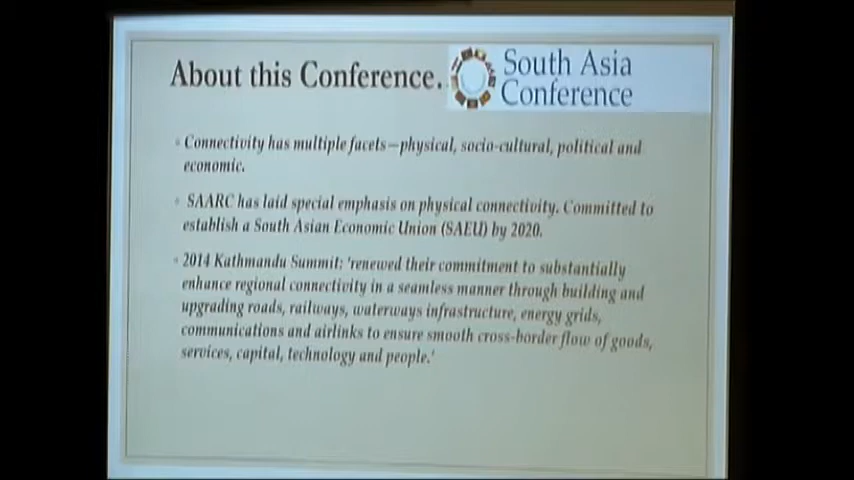 About this Conference.
South Asia
Conference
Connectivity has multiple facets—physical, socio-cultural, political and
economic.
SAARC has laid special emphasis on physical connectivity. Committed to
establish a South Asian Economic Union (SAEU) by 2020.
2014 Kathmandu Summit: 'renewed their commitment to substantially
enhance regional connectivity in a seamless manner through building and
upgrading roads, railways, waterways infrastructure, energy grids,
communications and airlinks to ensure smooth cross-border flow of goods,
services, capital, technology and people.'